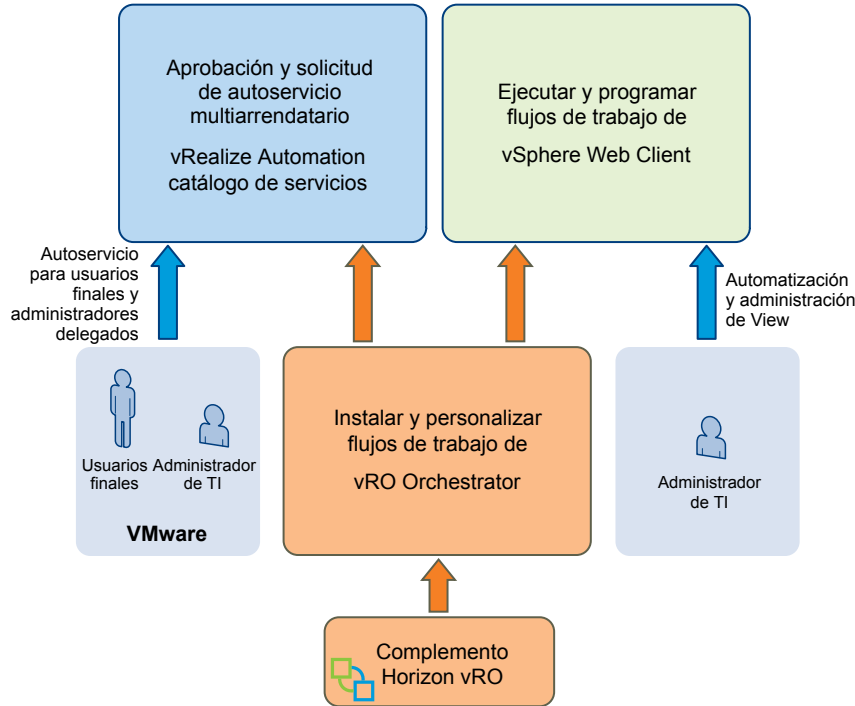 Aprobación y solicitud
de autoservicio
multiarrendatario
vRealize Automation
catálogo de servicios
Ejecutar y programar
flujos de trabajo de
vSphere Web Client
Autoservicio
para usuarios
finales y
administradores
delegados
Automatización
y administración
de View
Usuarios
finales
Administrador
de TI
VMware
Instalar y personalizar
flujos de trabajo de
vRO Orchestrator
Administrador
de TI
Complemento
Horizon vRO